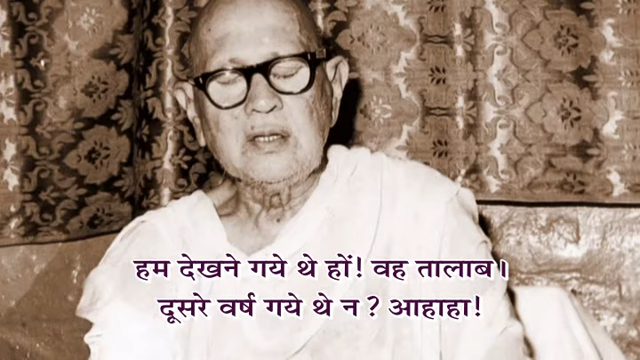 हम देखने गये थे हों! वह तालाब।
दूसरे वर्ष गये थे न? आहाहा!